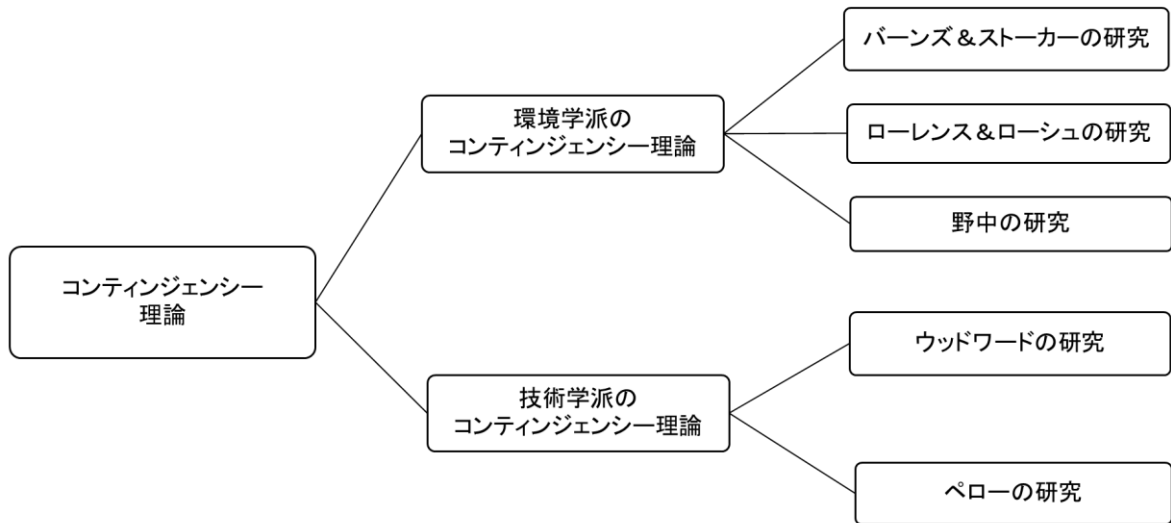 コンティンジェンシー
理論
環境学派の
コンティンジェンシー理論
バーンズ＆ストーカーの研究
ローレンス＆ローシュの研究
野中の研究
技術学派の
コンティンジェンシー理論
ウッドワードの研究
ペローの研究